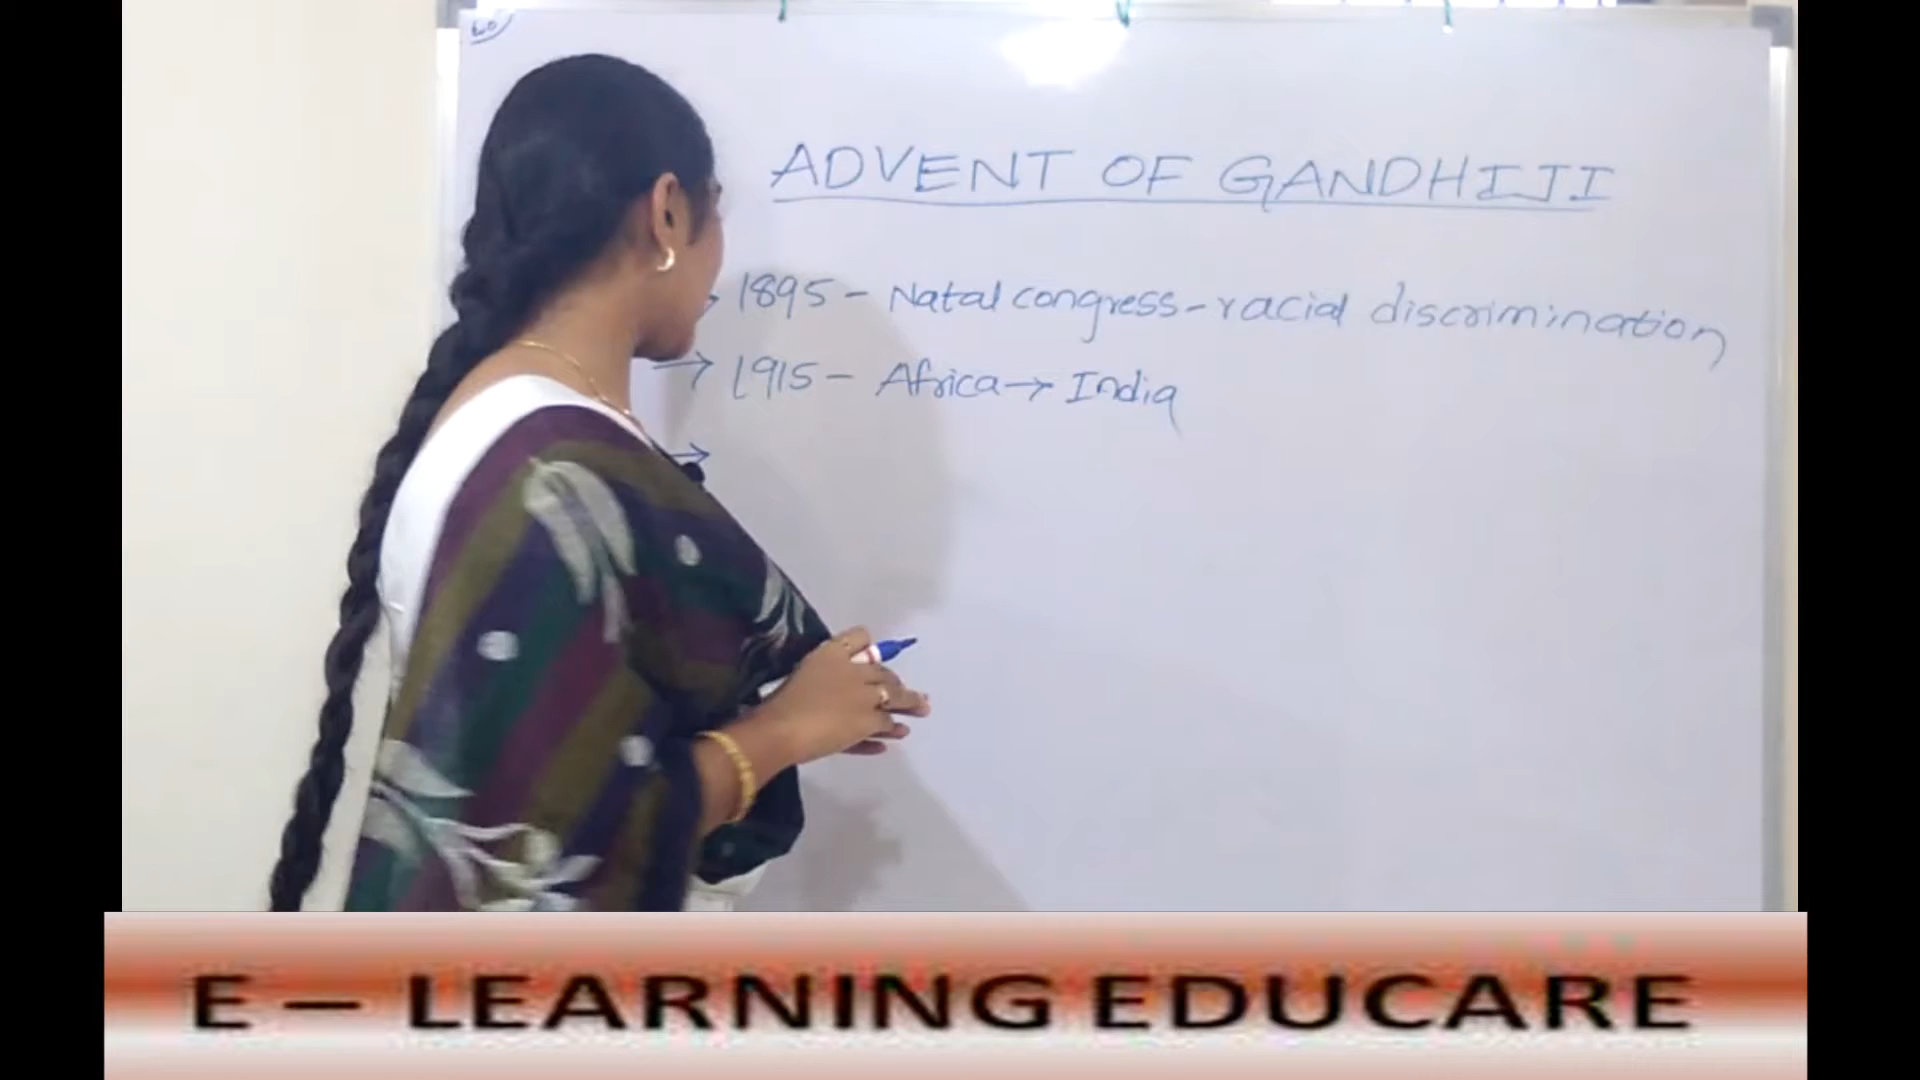 ADVENT OF GANDHIJI
→ 1895 - Natal congress - racial discrimination
→ 1915 - Africa → India
→
E – LEARNING EDUCARE